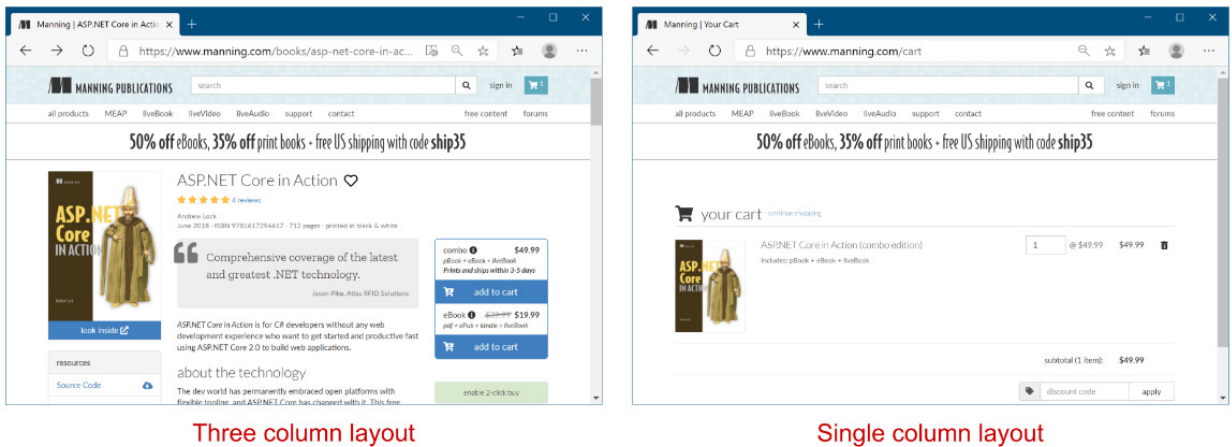 Manning | ASP.NET Core in Actio
https://www.manning.com/books/asp-net-core-in-ac...
MANNING PUBLICATIONS
search
sign in
1
all products MEAP liveBook liveVideo liveAudio support contact free content forums
50% off eBooks, 35% off print books + free US shipping with code ship35
ASP.NET Core IN ACTION
look inside
resources
Source Code
ASP.NET Core in Action
4 reviews
Andrew Lock
June 2018 · ISBN 9781617294617 · 712 pages · printed in black & white
Comprehensive coverage of the latest
and greatest .NET technology.
Jason Pike, Atlas RFID Solutions
ASP.NET Core in Action is for C# developers without any web
development experience who want to get started and productive fast
using ASP.NET Core 2.0 to build web applications.
about the technology
The dev world has permanently embraced open platforms with
flexible tooling, and ASP.NET Core has changed with it. This free,
combo $49.99
pBook + eBook + liveBook
Prints and ships within 3-5 days
add to cart
eBook $39.99 $19.99
pdf + ePub + kindle + liveBook
add to cart
enable 2-click buy
Three column layout
Manning | Your Cart
https://www.manning.com/cart
MANNING PUBLICATIONS
search
sign in
1
all products MEAP liveBook liveVideo liveAudio support contact free content forums
50% off eBooks, 35% off print books + free US shipping with code ship35
your cart continue shopping
ASP.NET Core IN ACTION
ASP.NET Core in Action (combo edition) 1 @ $49.99 $49.99
Includes: pBook + eBook + liveBook
subtotal (1 item): $49.99
discount code apply
Single column layout